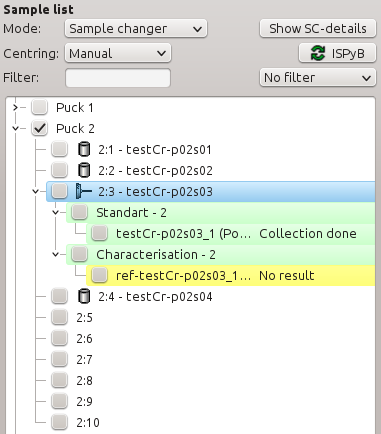 Sample list
Mode: Sample changer Show SC-details
Centring: Manual ISPyB
Filter: No filter
Puck 1
Puck 2
2:1 - testCr-p02s01
2:2 - testCr-p02s02
2:3 - testCr-p02s03
Standart - 2
testCr-p02s03_1 (Po... Collection done
Characterisation - 2
ref-testCr-p02s03_1... No result
2:4 - testCr-p02s04
2:5
2:6
2:7
2:8
2:9
2:10